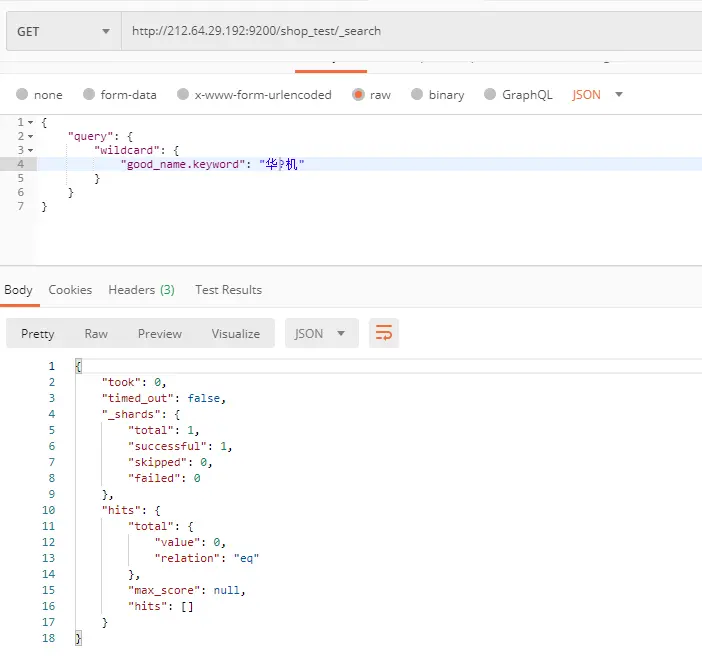 GET http://212.64.29.192:9200/shop_test/_search
none form-data x-www-form-urlencoded raw binary GraphQL JSON
1 {
2 "query": {
3 "wildcard": {
4 "good_name.keyword": "华?机"
5 }
6 }
7 }
Body Cookies Headers (3) Test Results
Pretty Raw Preview Visualize JSON
1 {
2 "took": 0,
3 "timed_out": false,
4 "_shards": {
5 "total": 1,
6 "successful": 1,
7 "skipped": 0,
8 "failed": 0
9 },
10 "hits": {
11 "total": {
12 "value": 0,
13 "relation": "eq"
14 },
15 "max_score": null,
16 "hits": []
17 }
18 }